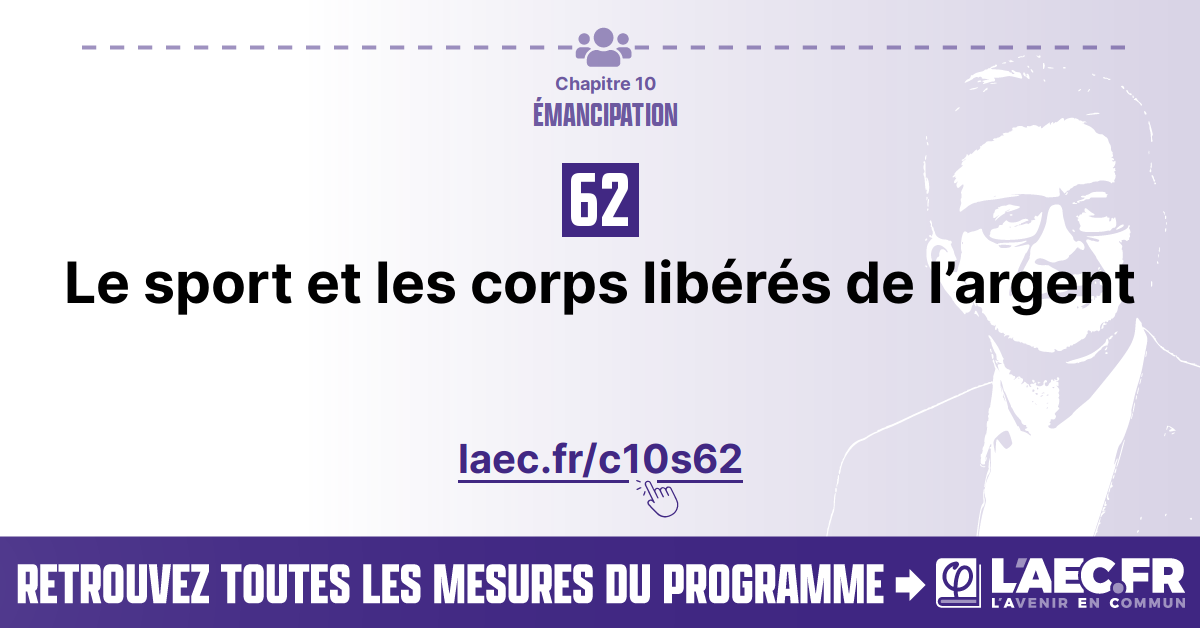 Chapitre 10
ÉMANCIPATION
62
Le sport et les corps libérés de l’argent
laec.fr/c10s62
RETROUVEZ TOUTES LES MESURES DU PROGRAMME
L'AEC.FR
L'AVENIR EN COMMUN